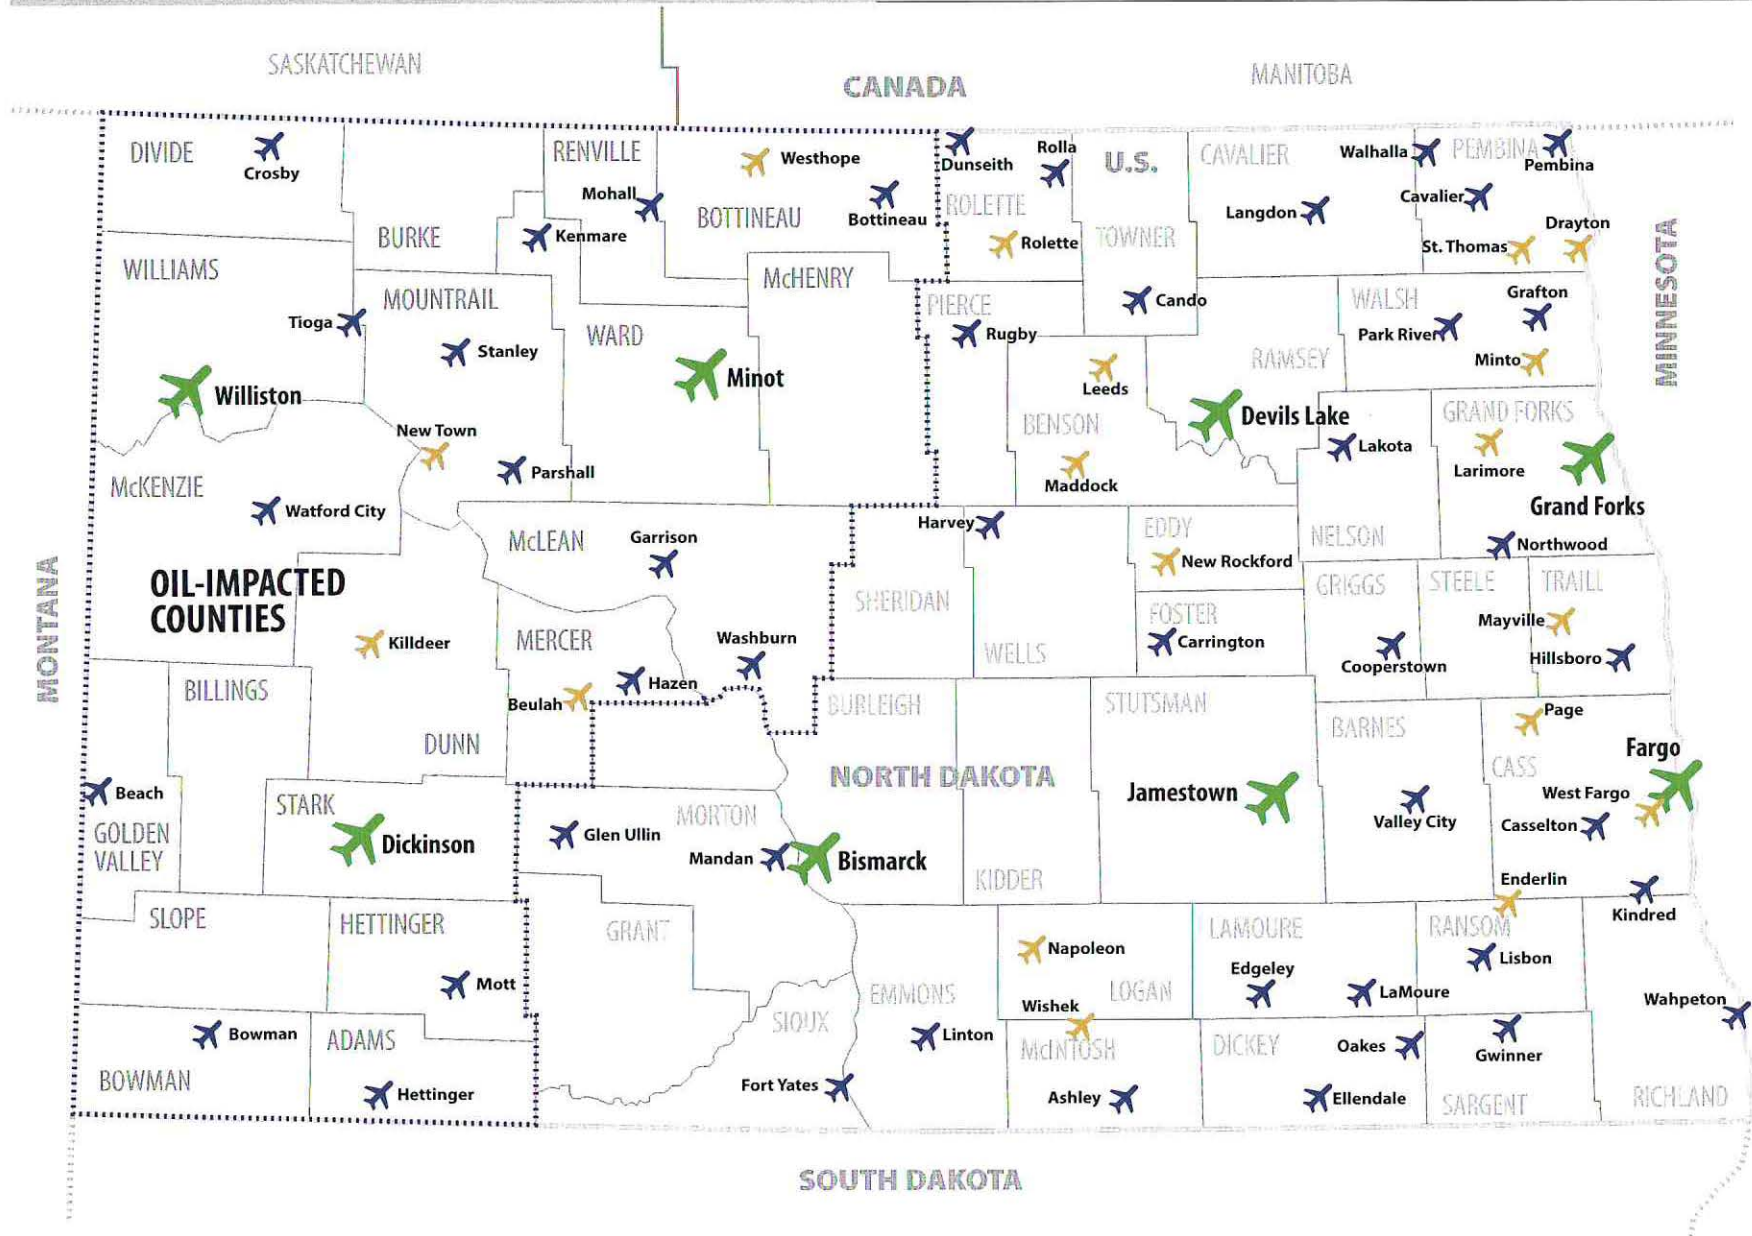 SASKATCHEWAN
CANADA
MANITOBA
DIVIDE
Crosby
RENVILLE
Westhope
Mohall
BOTTINEAU
Bottineau
BURKE
Kenmare
Dunseith
Rolla
U.S.
ROLETTE
Rolette
TOWNER
CAVALIER
Walhalla
PEMBINA
Pembina
Cavalier
Langdon
Drayton
St. Thomas
WILLIAMS
MOUNTRAIL
McHENRY
PIERCE
Cando
WALSH
Grafton
Tioga
Stanley
WARD
Rugby
Park River
MINNESOTA
Williston
Minot
Leeds
RAMSEY
Minto
New Town
BENSON
Devils Lake
GRAND FORKS
Lakota
Larimore
McKENZIE
Parshall
Maddock
Watford City
Grand Forks
McLEAN
Garrison
Harvey
EDDY
NELSON
Northwood
New Rockford
MONTANA
OIL-IMPACTED
COUNTIES
SHERIDAN
FOSTER
GRIGGS
STEELE
TRAILL
Killdeer
MERCER
Washburn
WELLS
Carrington
Mayville
Cooperstown
Hillsboro
BILLINGS
Beulah
Hazen
BURLEIGH
STUTSMAN
BARNES
Page
DUNN
NORTH DAKOTA
CASS
Fargo
Beach
STARK
MORTON
Jamestown
West Fargo
GOLDEN
VALLEY
Dickinson
Glen Ullin
Mandan
Bismarck
Valley City
Casselton
KIDDER
Enderlin
Kindred
SLOPE
HETTINGER
GRANT
Napoleon
LAMOURE
RANSOM
Mott
EMMONS
Wishek
LOGAN
Edgeley
LaMoure
Lisbon
Wahpeton
Bowman
ADAMS
SIOUX
Linton
McINTOSH
DICKEY
Oakes
Gwinner
BOWMAN
Hettinger
Fort Yates
Ashley
Ellendale
SARGENT
RICHLAND
SOUTH DAKOTA